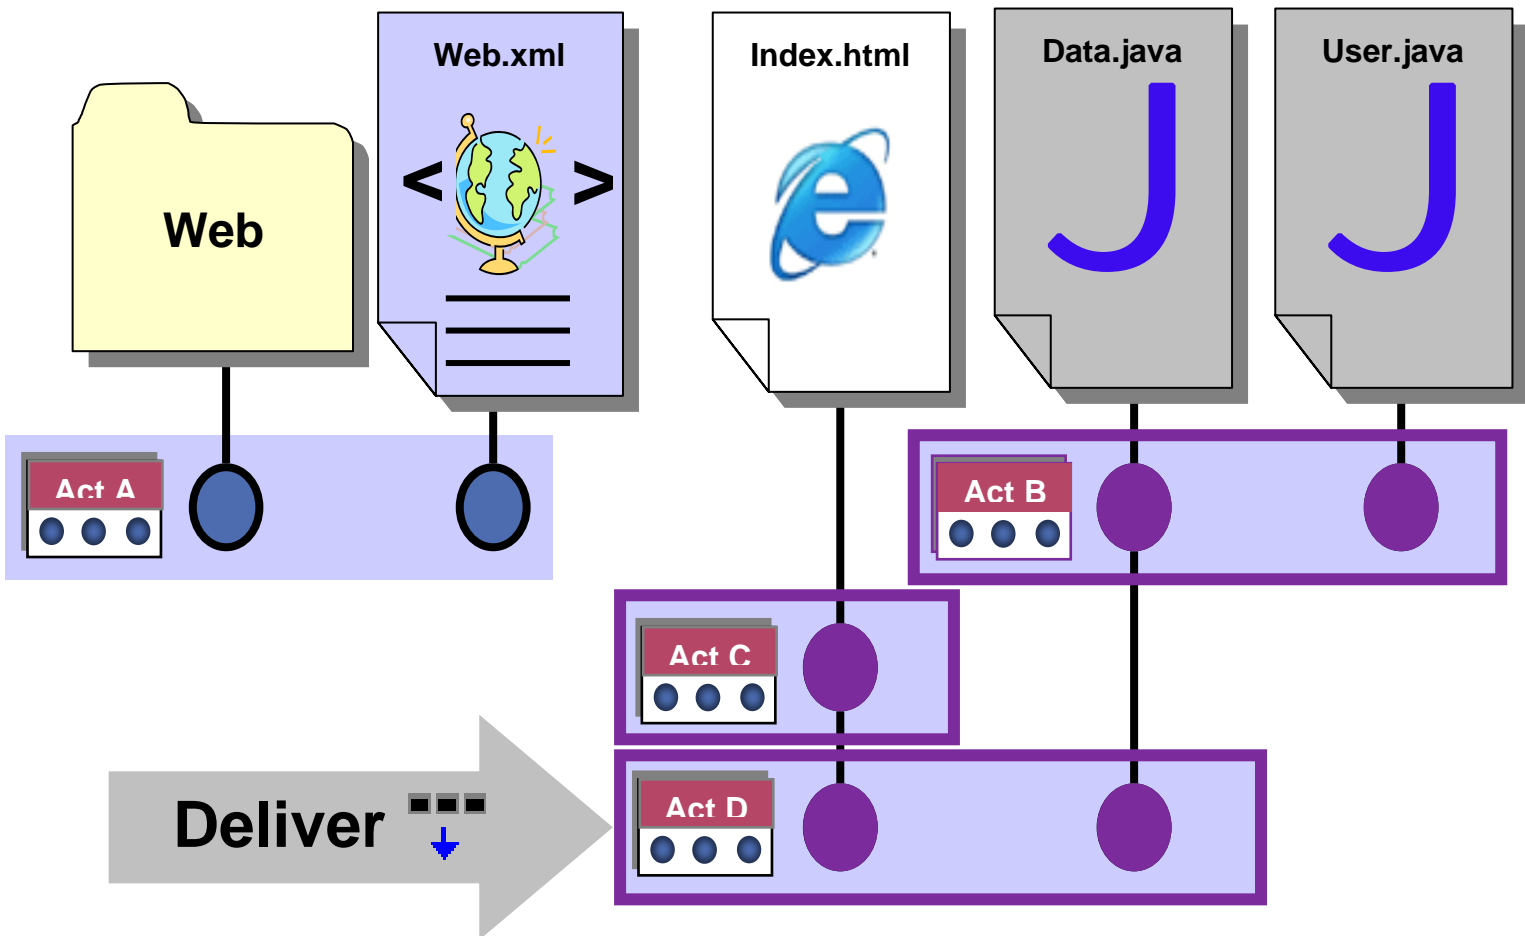 Web
Web.xml
< >
Index.html
Data.java
User.java
Act A
Act B
Act C
Act D
Deliver